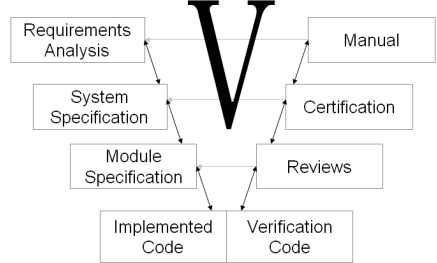 V
Requirements
Analysis
Manual
System
Specification
Certification
Module
Specification
Reviews
Implemented
Code
Verification
Code